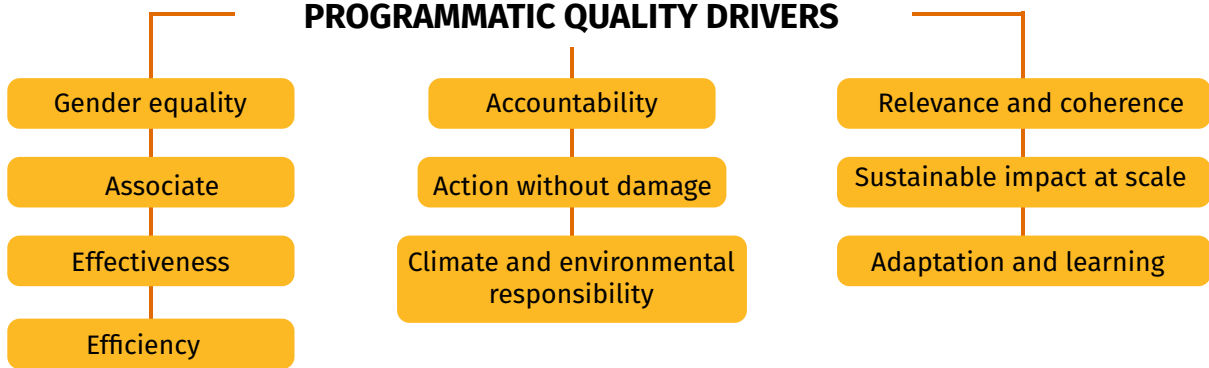 PROGRAMMATIC QUALITY DRIVERS
Gender equality
Associate
Effectiveness
Efficiency
Accountability
Action without damage
Climate and environmental
responsibility
Relevance and coherence
Sustainable impact at scale
Adaptation and learning